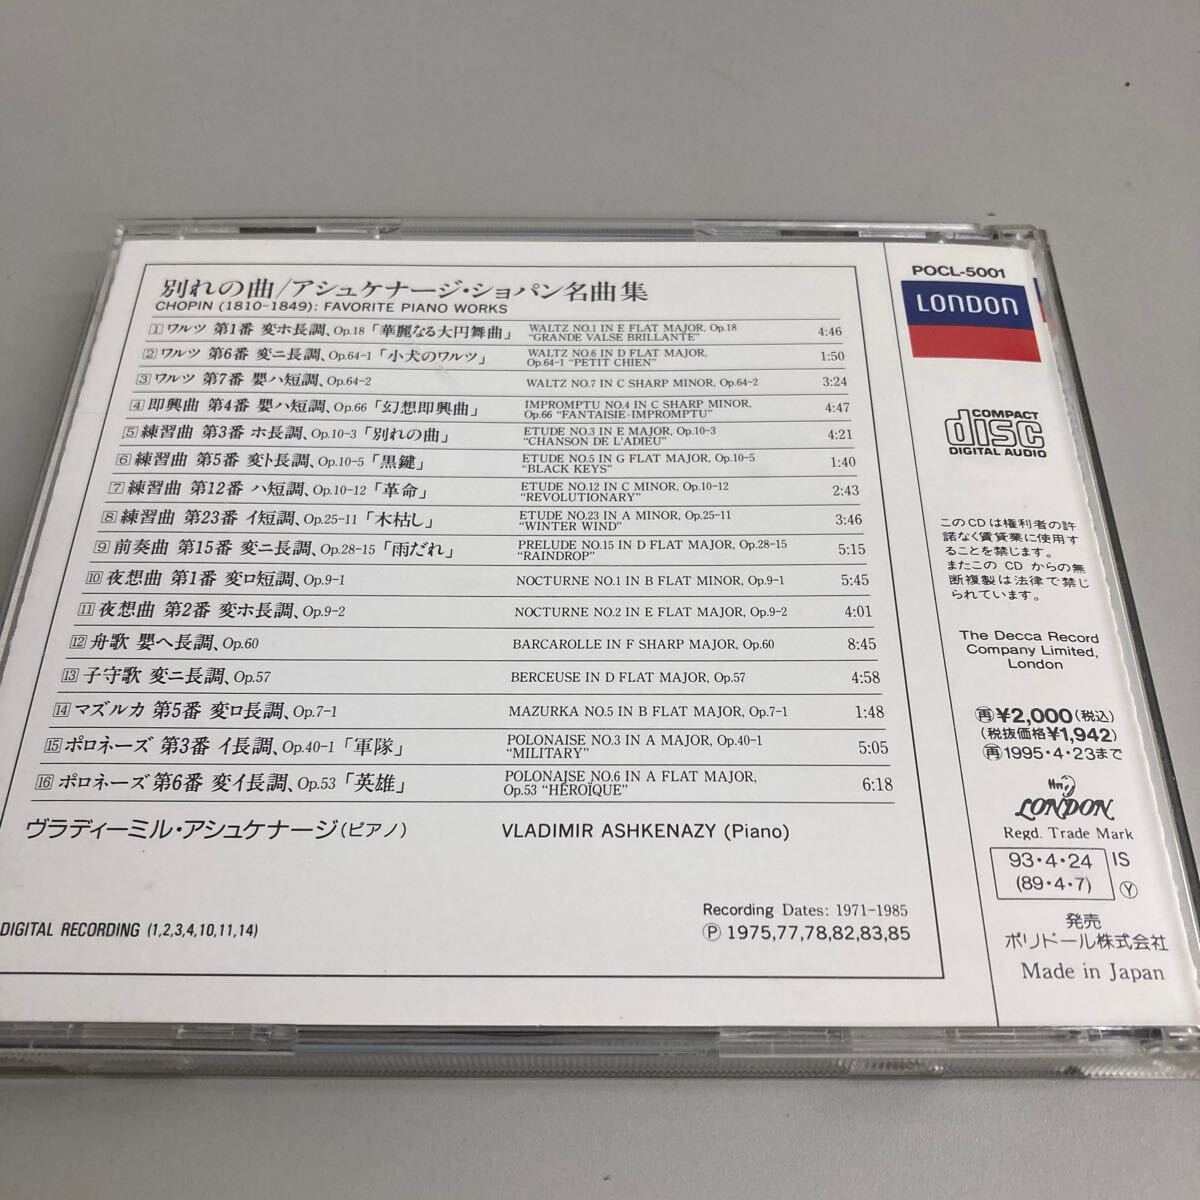 別れの曲/アシュケナージ・ショパン名曲集
CHOPIN (1810-1849): FAVORITE PIANO WORKS
1 ワルツ 第1番 変ホ長調、Op.18「華麗なる大円舞曲」 WALTZ NO.1 IN E FLAT MAJOR, Op.18 4:46
"GRANDE VALSE BRILLANTE"
2 ワルツ 第6番 変ニ長調、Op.64-1「小犬のワルツ」 WALTZ NO.6 IN D FLAT MAJOR, 1:50
Op.64-1 "PETIT CHIEN"
3 ワルツ 第7番 嬰ハ短調、Op.64-2 WALTZ NO.7 IN C SHARP MINOR, Op.64-2 3:24
4 即興曲 第4番 嬰ハ短調、Op.66「幻想即興曲」 IMPROMPTU NO.4 IN C SHARP MINOR, 4:47
Op.66 "FANTAISIE-IMPROMPTU"
5 練習曲 第3番 ホ長調、Op.10-3「別れの曲」 ETUDE NO.3 IN E MAJOR, Op.10-3 4:21
"CHANSON DE L'ADIEU"
6 練習曲 第5番 変ト長調、Op.10-5「黒鍵」 ETUDE NO.5 IN G FLAT MAJOR, Op.10-5 1:40
"BLACK KEYS"
7 練習曲 第12番 ハ短調、Op.10-12「革命」 ETUDE NO.12 IN C MINOR, Op.10-12 2:43
"REVOLUTIONARY"
8 練習曲 第23番 イ短調、Op.25-11「木枯し」 ETUDE NO.23 IN A MINOR, Op.25-11 3:46
"WINTER WIND"
9 前奏曲 第15番 変ニ長調、Op.28-15「雨だれ」 PRELUDE NO.15 IN D FLAT MAJOR, Op.28-15 5:15
"RAINDROP"
10 夜想曲 第1番 変ロ短調、Op.9-1 NOCTURNE NO.1 IN B FLAT MINOR, Op.9-1 5:45
11 夜想曲 第2番 変ホ長調、Op.9-2 NOCTURNE NO.2 IN E FLAT MAJOR, Op.9-2 4:01
12 舟歌 嬰ヘ長調、Op.60 BARCAROLLE IN F SHARP MAJOR, Op.60 8:45
13 子守歌 変ニ長調、Op.57 BERCEUSE IN D FLAT MAJOR, Op.57 4:58
14 マズルカ 第5番 変ロ長調、Op.7-1 MAZURKA NO.5 IN B FLAT MAJOR, Op.7-1 1:48
15 ポロネーズ 第3番 イ長調、Op.40-1「軍隊」 POLONAISE NO.3 IN A MAJOR, Op.40-1 5:05
"MILITARY"
16 ポロネーズ 第6番 変イ長調、Op.53「英雄」 POLONAISE NO.6 IN A FLAT MAJOR, 6:18
Op.53 "HÉROÏQUE"
ヴラディーミル・アシュケナージ(ピアノ) VLADIMIR ASHKENAZY (Piano)
Recording Dates: 1971-1985
DIGITAL RECORDING (1,2,3,4,10,11,14)
Ⓟ 1975,77,78,82,83,85
POCL-5001
LONDON
COMPACT
disc
DIGITAL AUDIO
このCDは権利者の許
諾なく賃貸業に使用す
ることを禁じます。
またこの CD からの無
断複製は法律で禁じ
られています。
The Decca Record
Company Limited,
London
再¥2,000(税込)
(税抜価格¥1,942)
再1995・4・23まで
LONDON
Regd. Trade Mark
93・4・24 IS
(89・4・7) Ⓨ
発売
ポリドール株式会社
Made in Japan